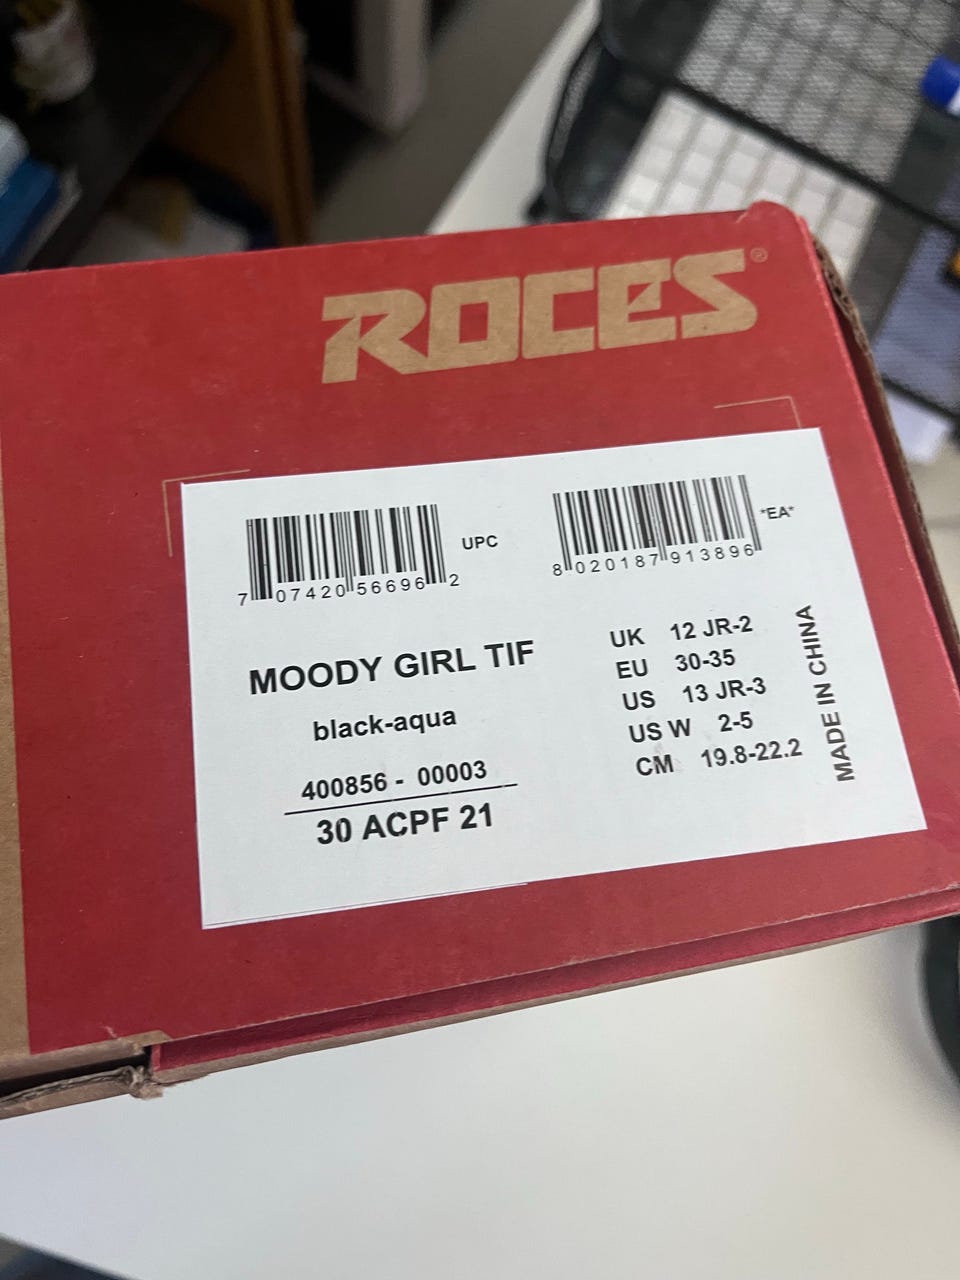 ROCES®
7 07420 56696 2
UPC
8 020187 913896
*EA*
MOODY GIRL TIF
black-aqua
400856 - 00003
30 ACPF 21
UK 12 JR-2
EU 30-35
US 13 JR-3
US W 2-5
CM 19.8-22.2
MADE IN CHINA